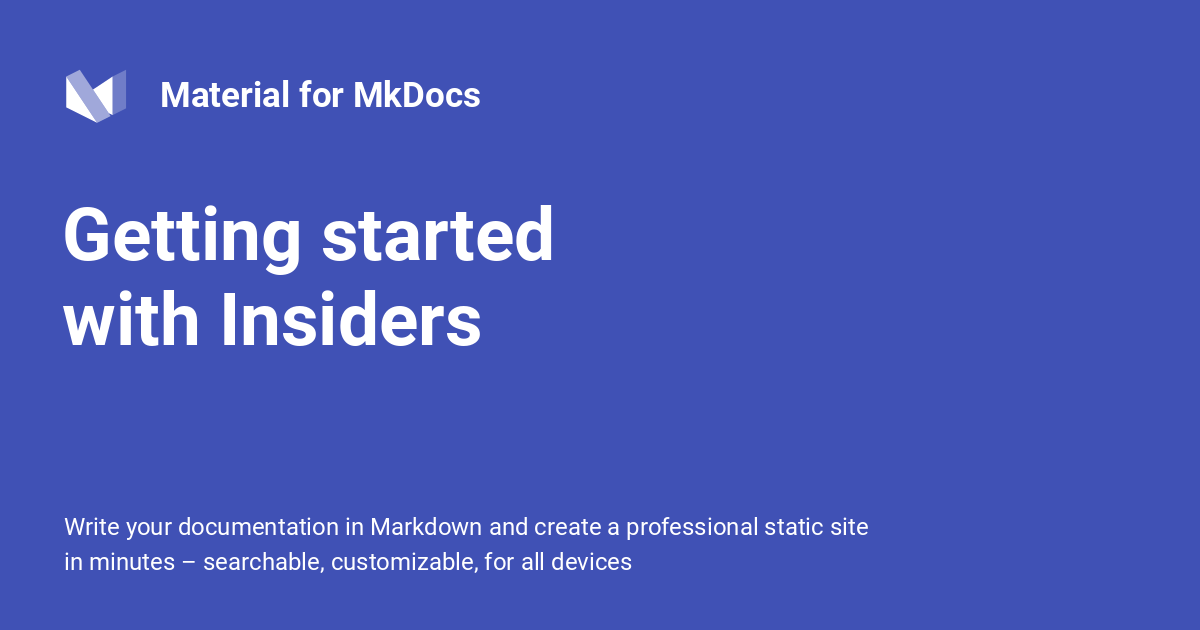 Material for MkDocs
Getting started
with Insiders
Write your documentation in Markdown and create a professional static site
in minutes – searchable, customizable, for all devices